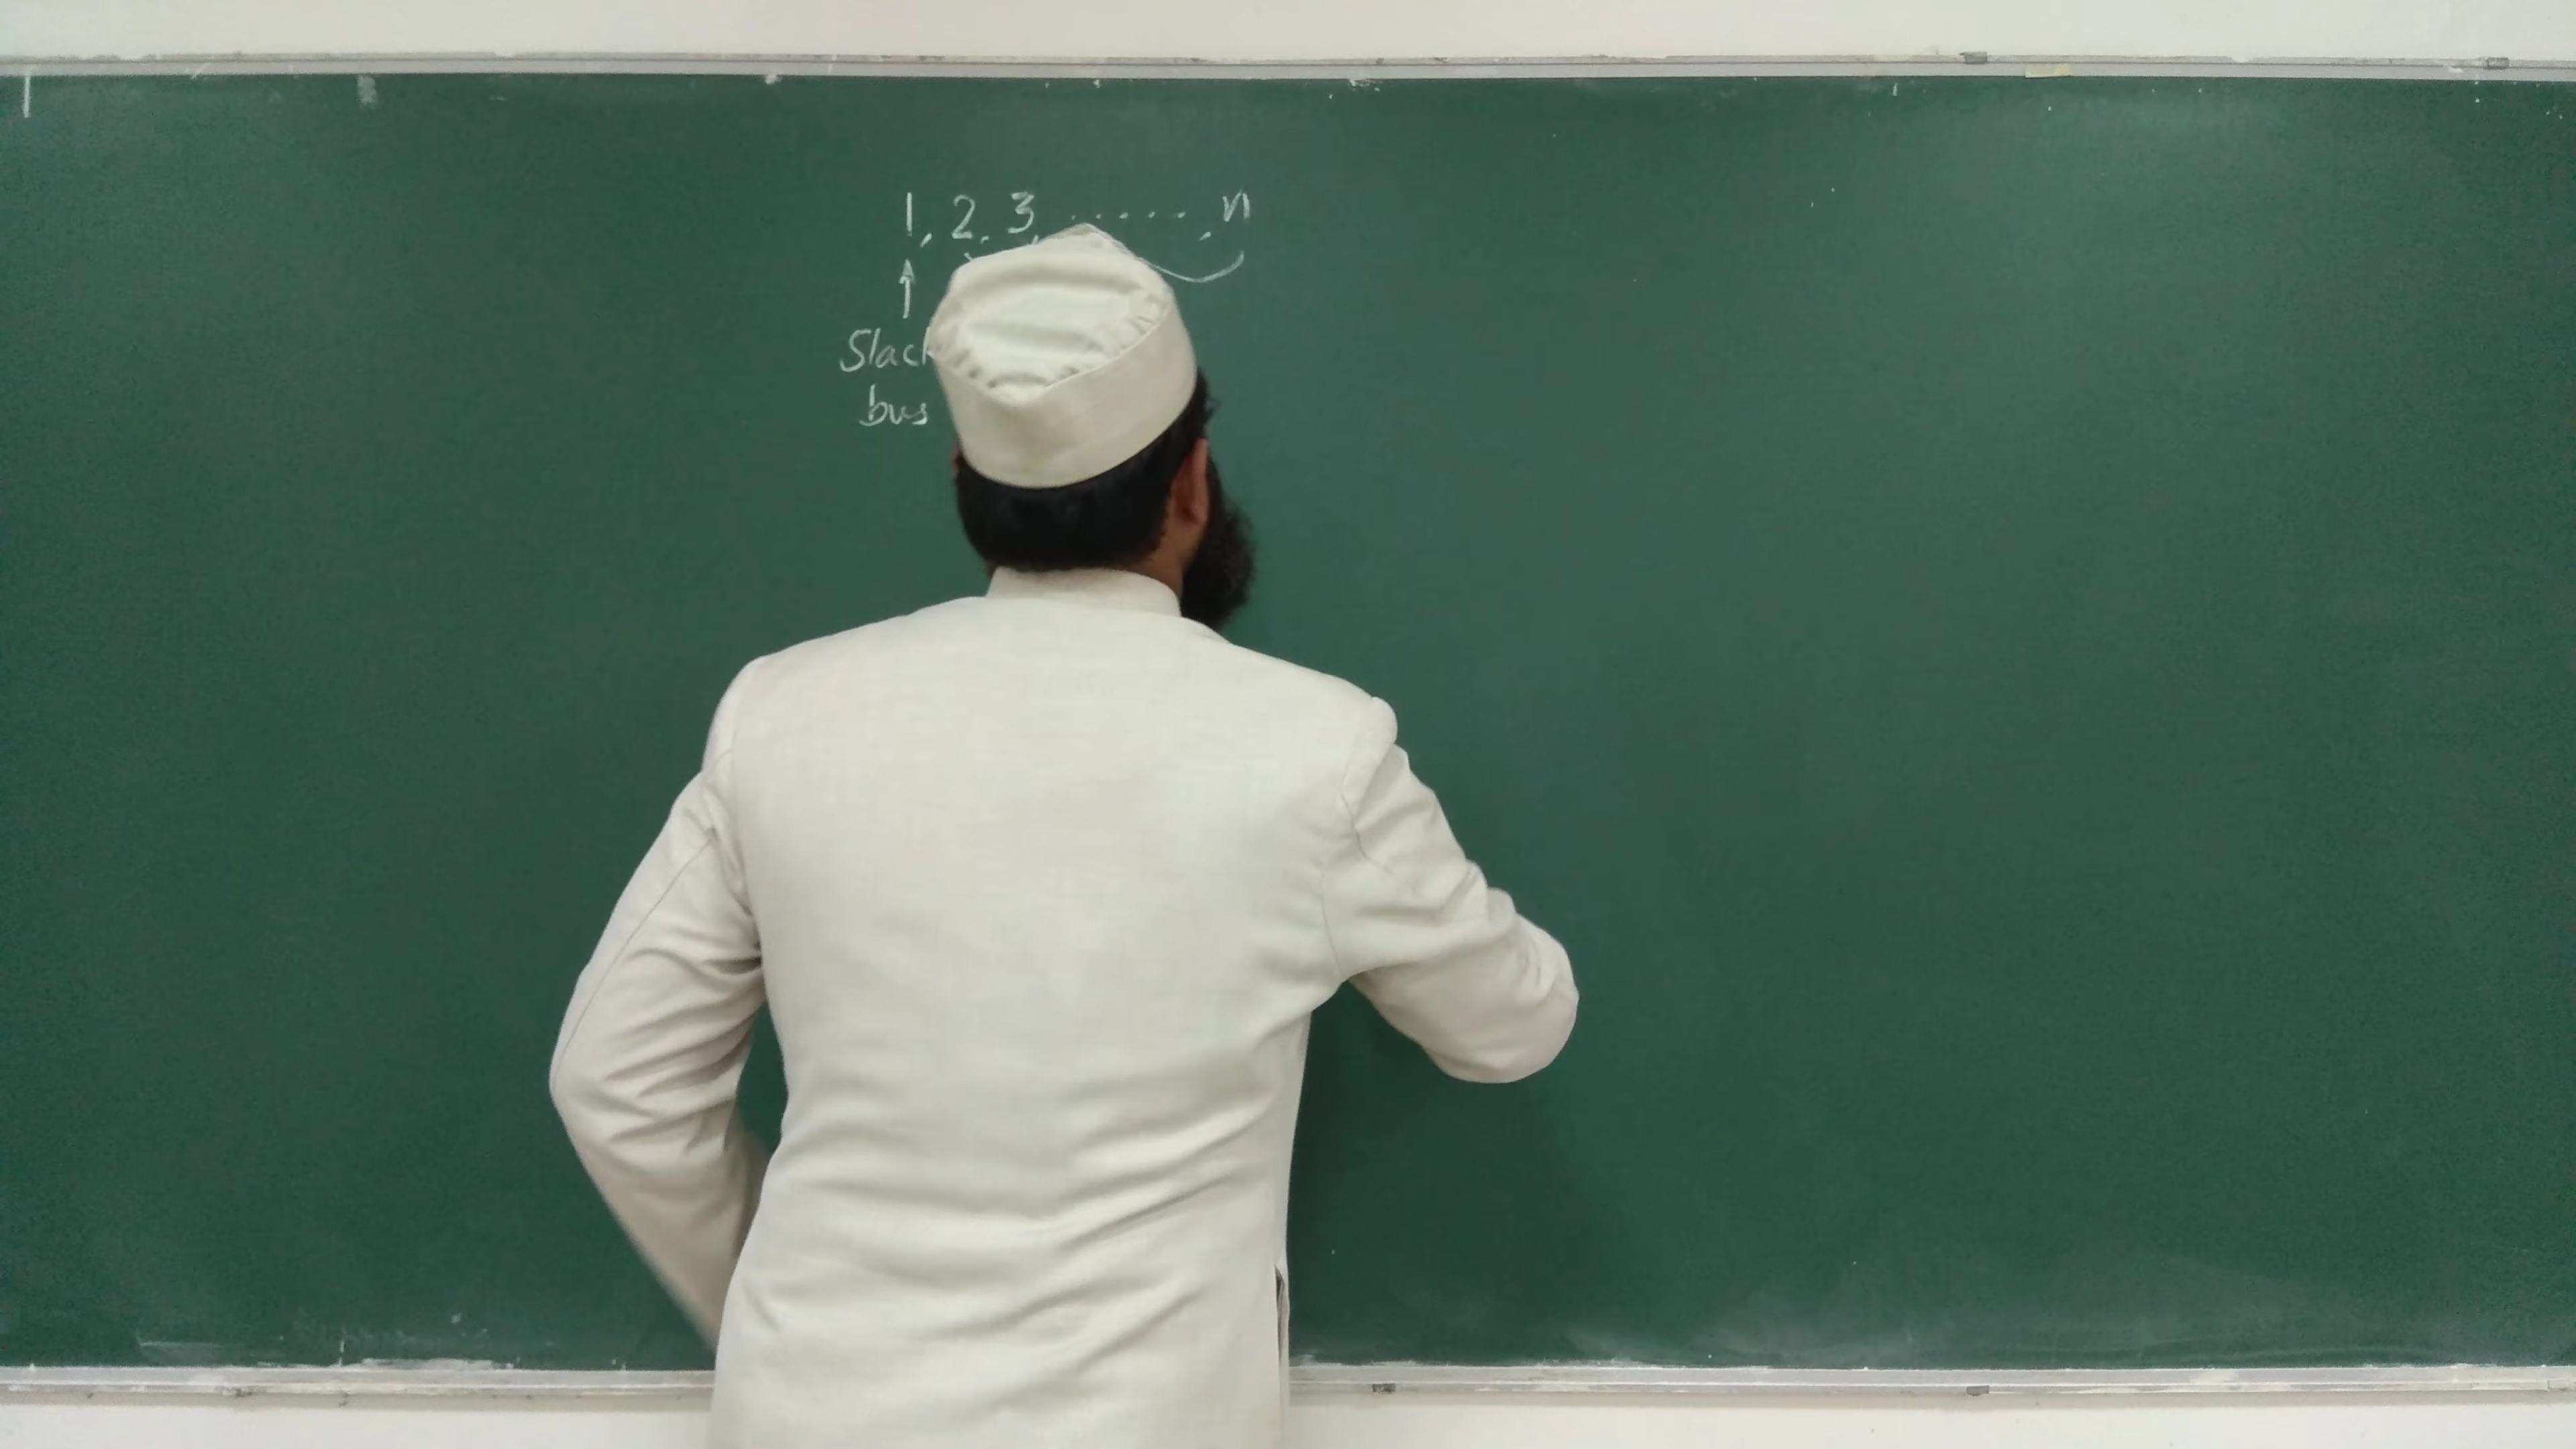 1, 2, 3, ......, n
Slack
bus